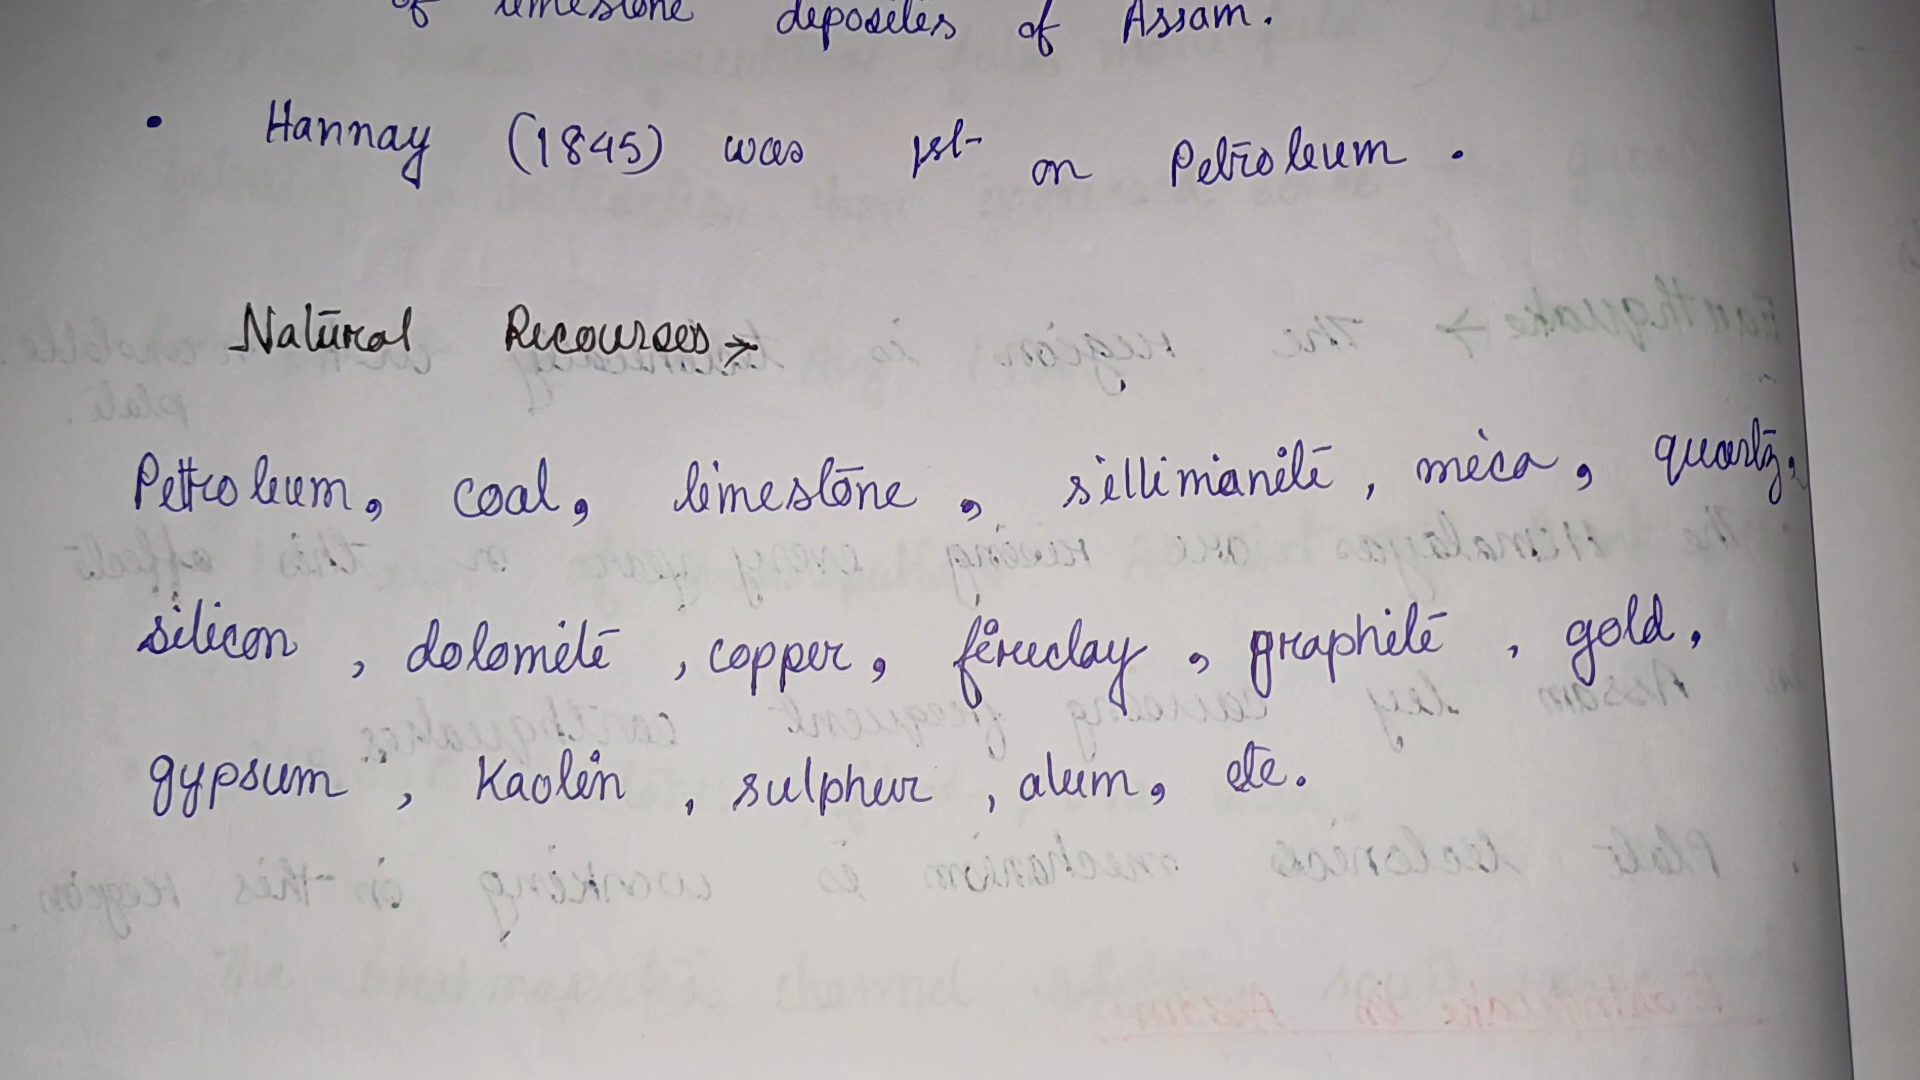 of limestone deposites of Assam.
• Hannay (1845) was 1st on Petroleum.
Natural Recourses →
Petroleum, coal, limestone, sillimanite, mica, quartz,
silicon, dolomite, copper, fireclay, graphite, gold,
gypsum, Kaolin, sulphur, alum, etc.